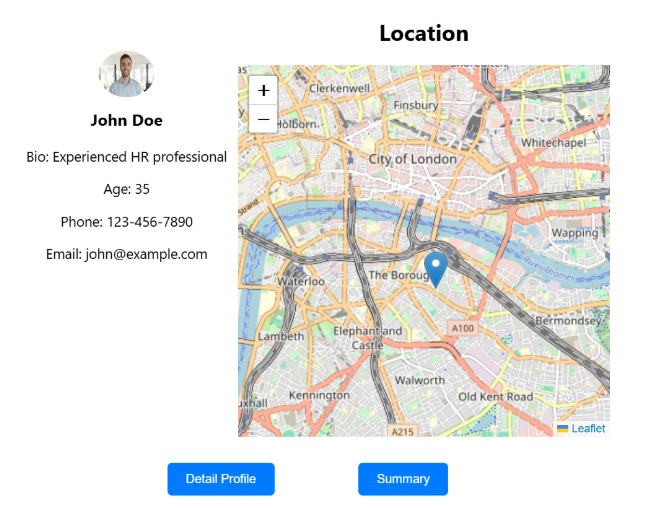 Location
John Doe
Bio: Experienced HR professional
Age: 35
Phone: 123-456-7890
Email: john@example.com
+
−
Clerkenwell
Finsbury
Holborn
Whitechapel
City of London
Strand
Wapping
River Thames
The Borough
Waterloo
Bermondsey
A100
Lambeth
Elephant and
Castle
Walworth
Kennington
Old Kent Road
uxhall
A215
Leaflet
Detail Profile
Summary